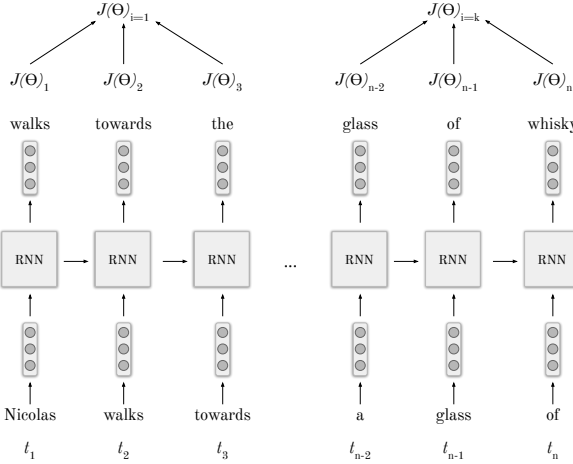 J(Θ)i=1 J(Θ)i=k
J(Θ)1 J(Θ)2 J(Θ)3 J(Θ)n-2 J(Θ)n-1 J(Θ)n
walks towards the glass of whisky
RNN RNN RNN ... RNN RNN RNN
Nicolas walks towards a glass of
t1 t2 t3 tn-2 tn-1 tn